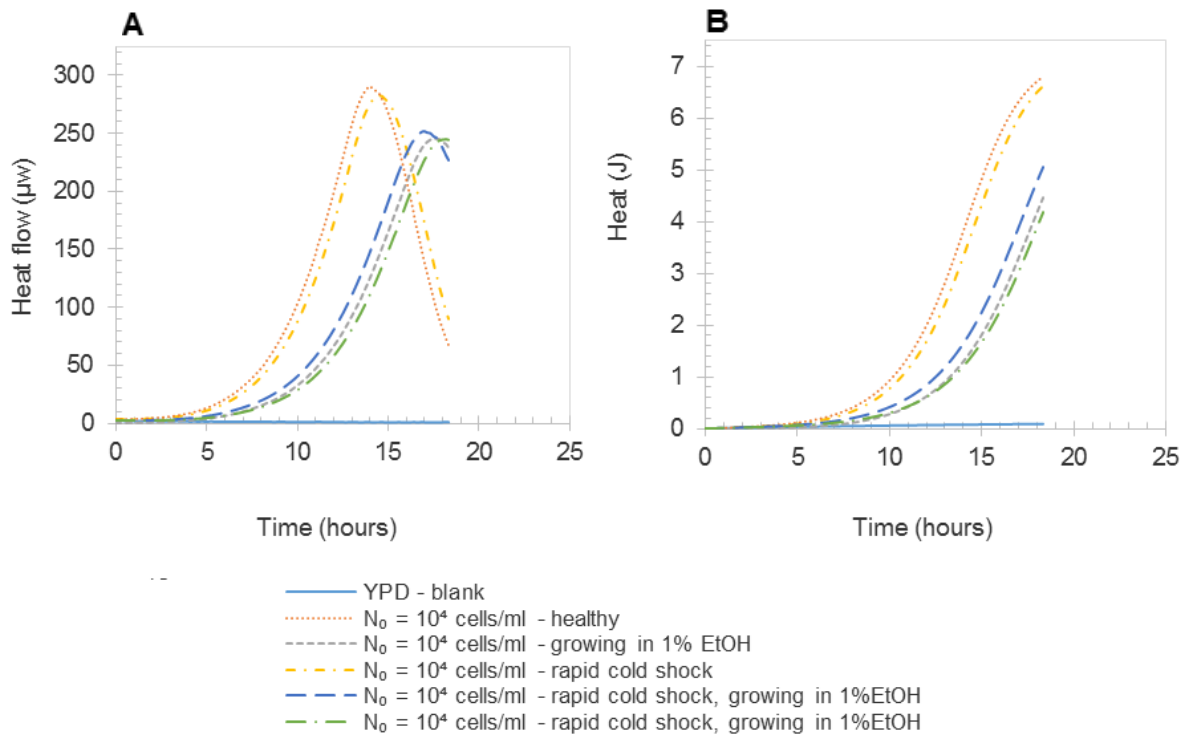 A
300
250
200
150
100
50
0
Heat flow (µw)
0 5 10 15 20 25
Time (hours)
B
7
6
5
4
3
2
1
0
Heat (J)
0 5 10 15 20 25
Time (hours)
YPD - blank
N₀ = 10⁴ cells/ml - healthy
N₀ = 10⁴ cells/ml - growing in 1% EtOH
N₀ = 10⁴ cells/ml - rapid cold shock
N₀ = 10⁴ cells/ml - rapid cold shock, growing in 1%EtOH
N₀ = 10⁴ cells/ml - rapid cold shock, growing in 1%EtOH